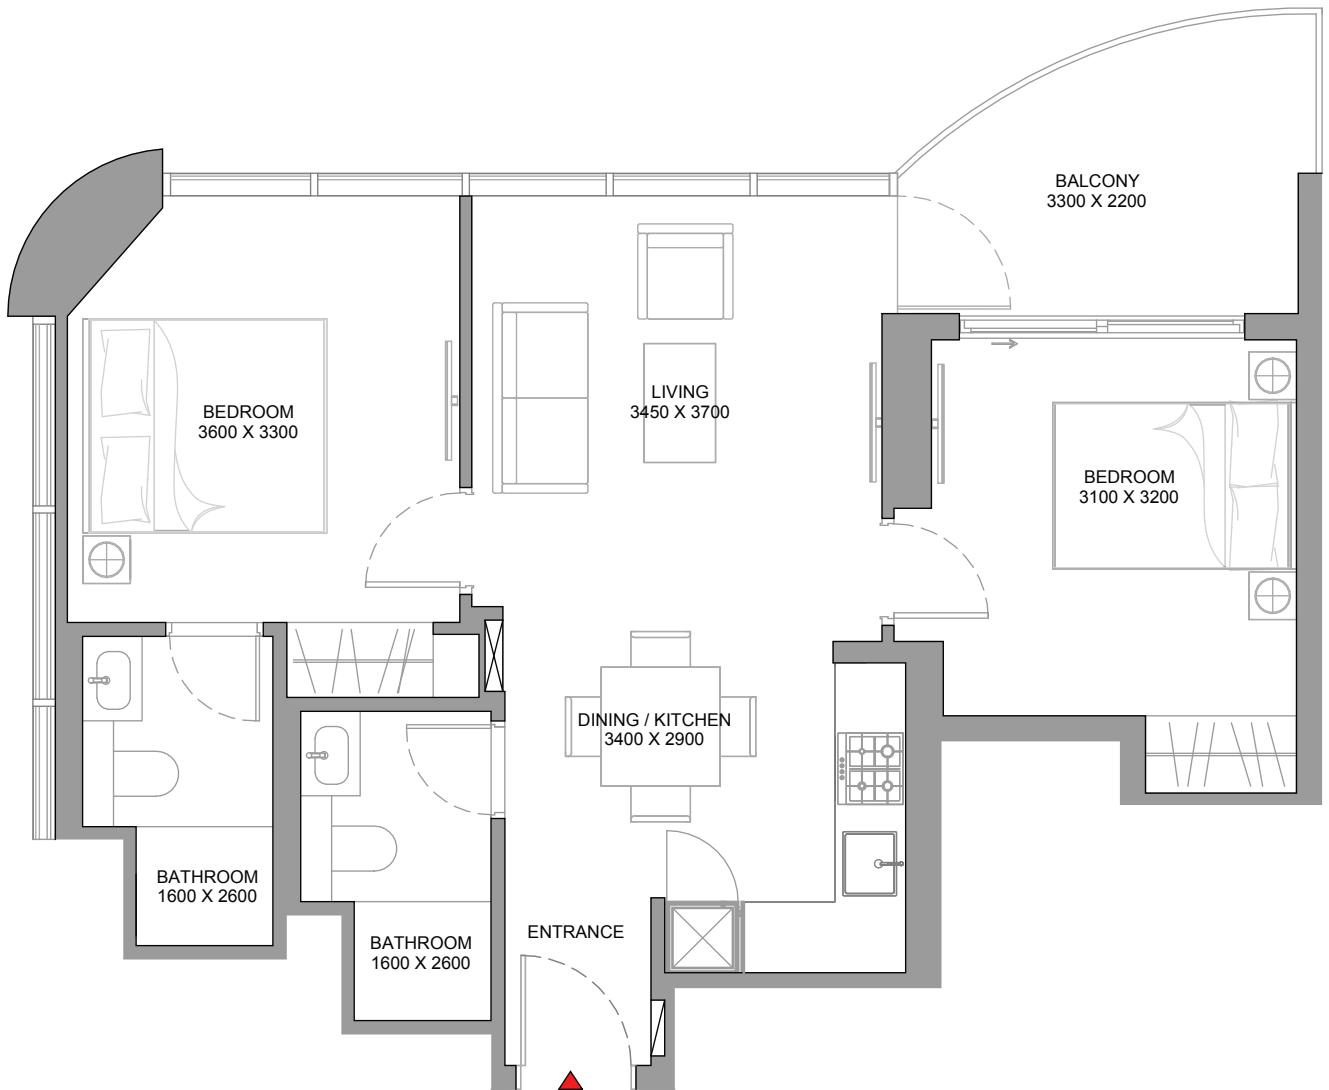 BALCONY
3300 X 2200
LIVING
3450 X 3700
BEDROOM
3600 X 3300
BEDROOM
3100 X 3200
DINING / KITCHEN
3400 X 2900
BATHROOM
1600 X 2600
ENTRANCE
BATHROOM
1600 X 2600